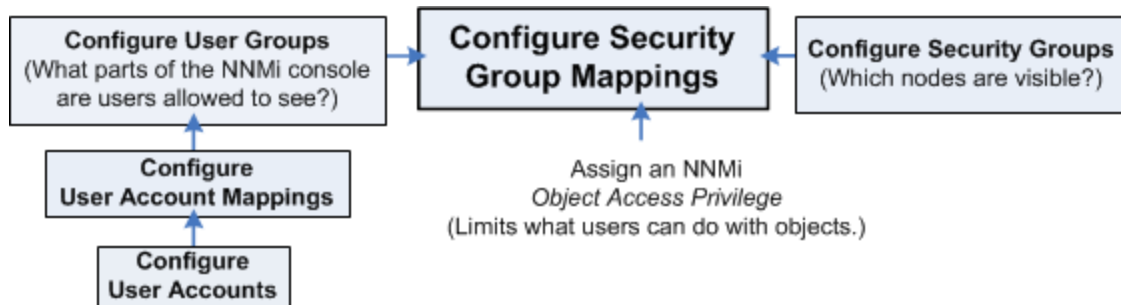 Configure User Groups
(What parts of the NNMi console
are users allowed to see?)
Configure Security
Group Mappings
Configure Security Groups
(Which nodes are visible?)
Configure
User Account Mappings
Assign an NNMi
Object Access Privilege
(Limits what users can do with objects.)
Configure
User Accounts